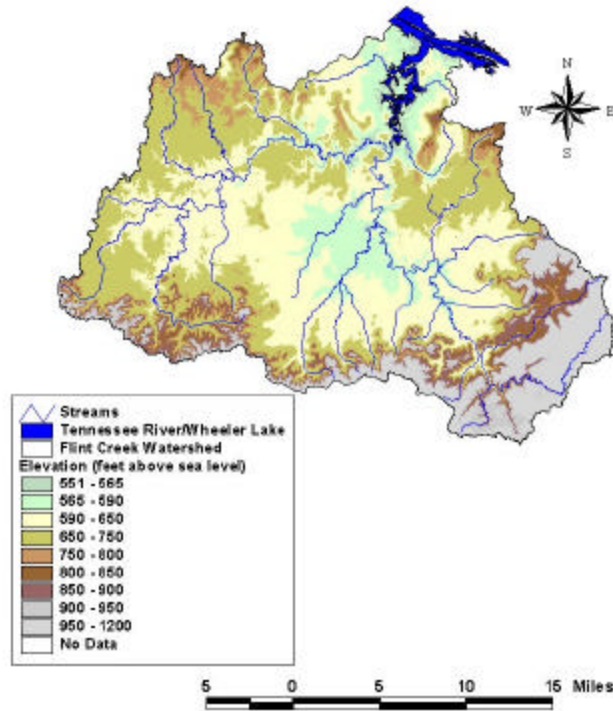 N
W E
S
Streams
Tennessee River/Wheeler Lake
Flint Creek Watershed
Elevation (feet above sea level)
551 - 565
565 - 590
590 - 650
650 - 750
750 - 800
800 - 850
850 - 900
900 - 950
950 - 1200
No Data
5 0 5 10 15 Miles